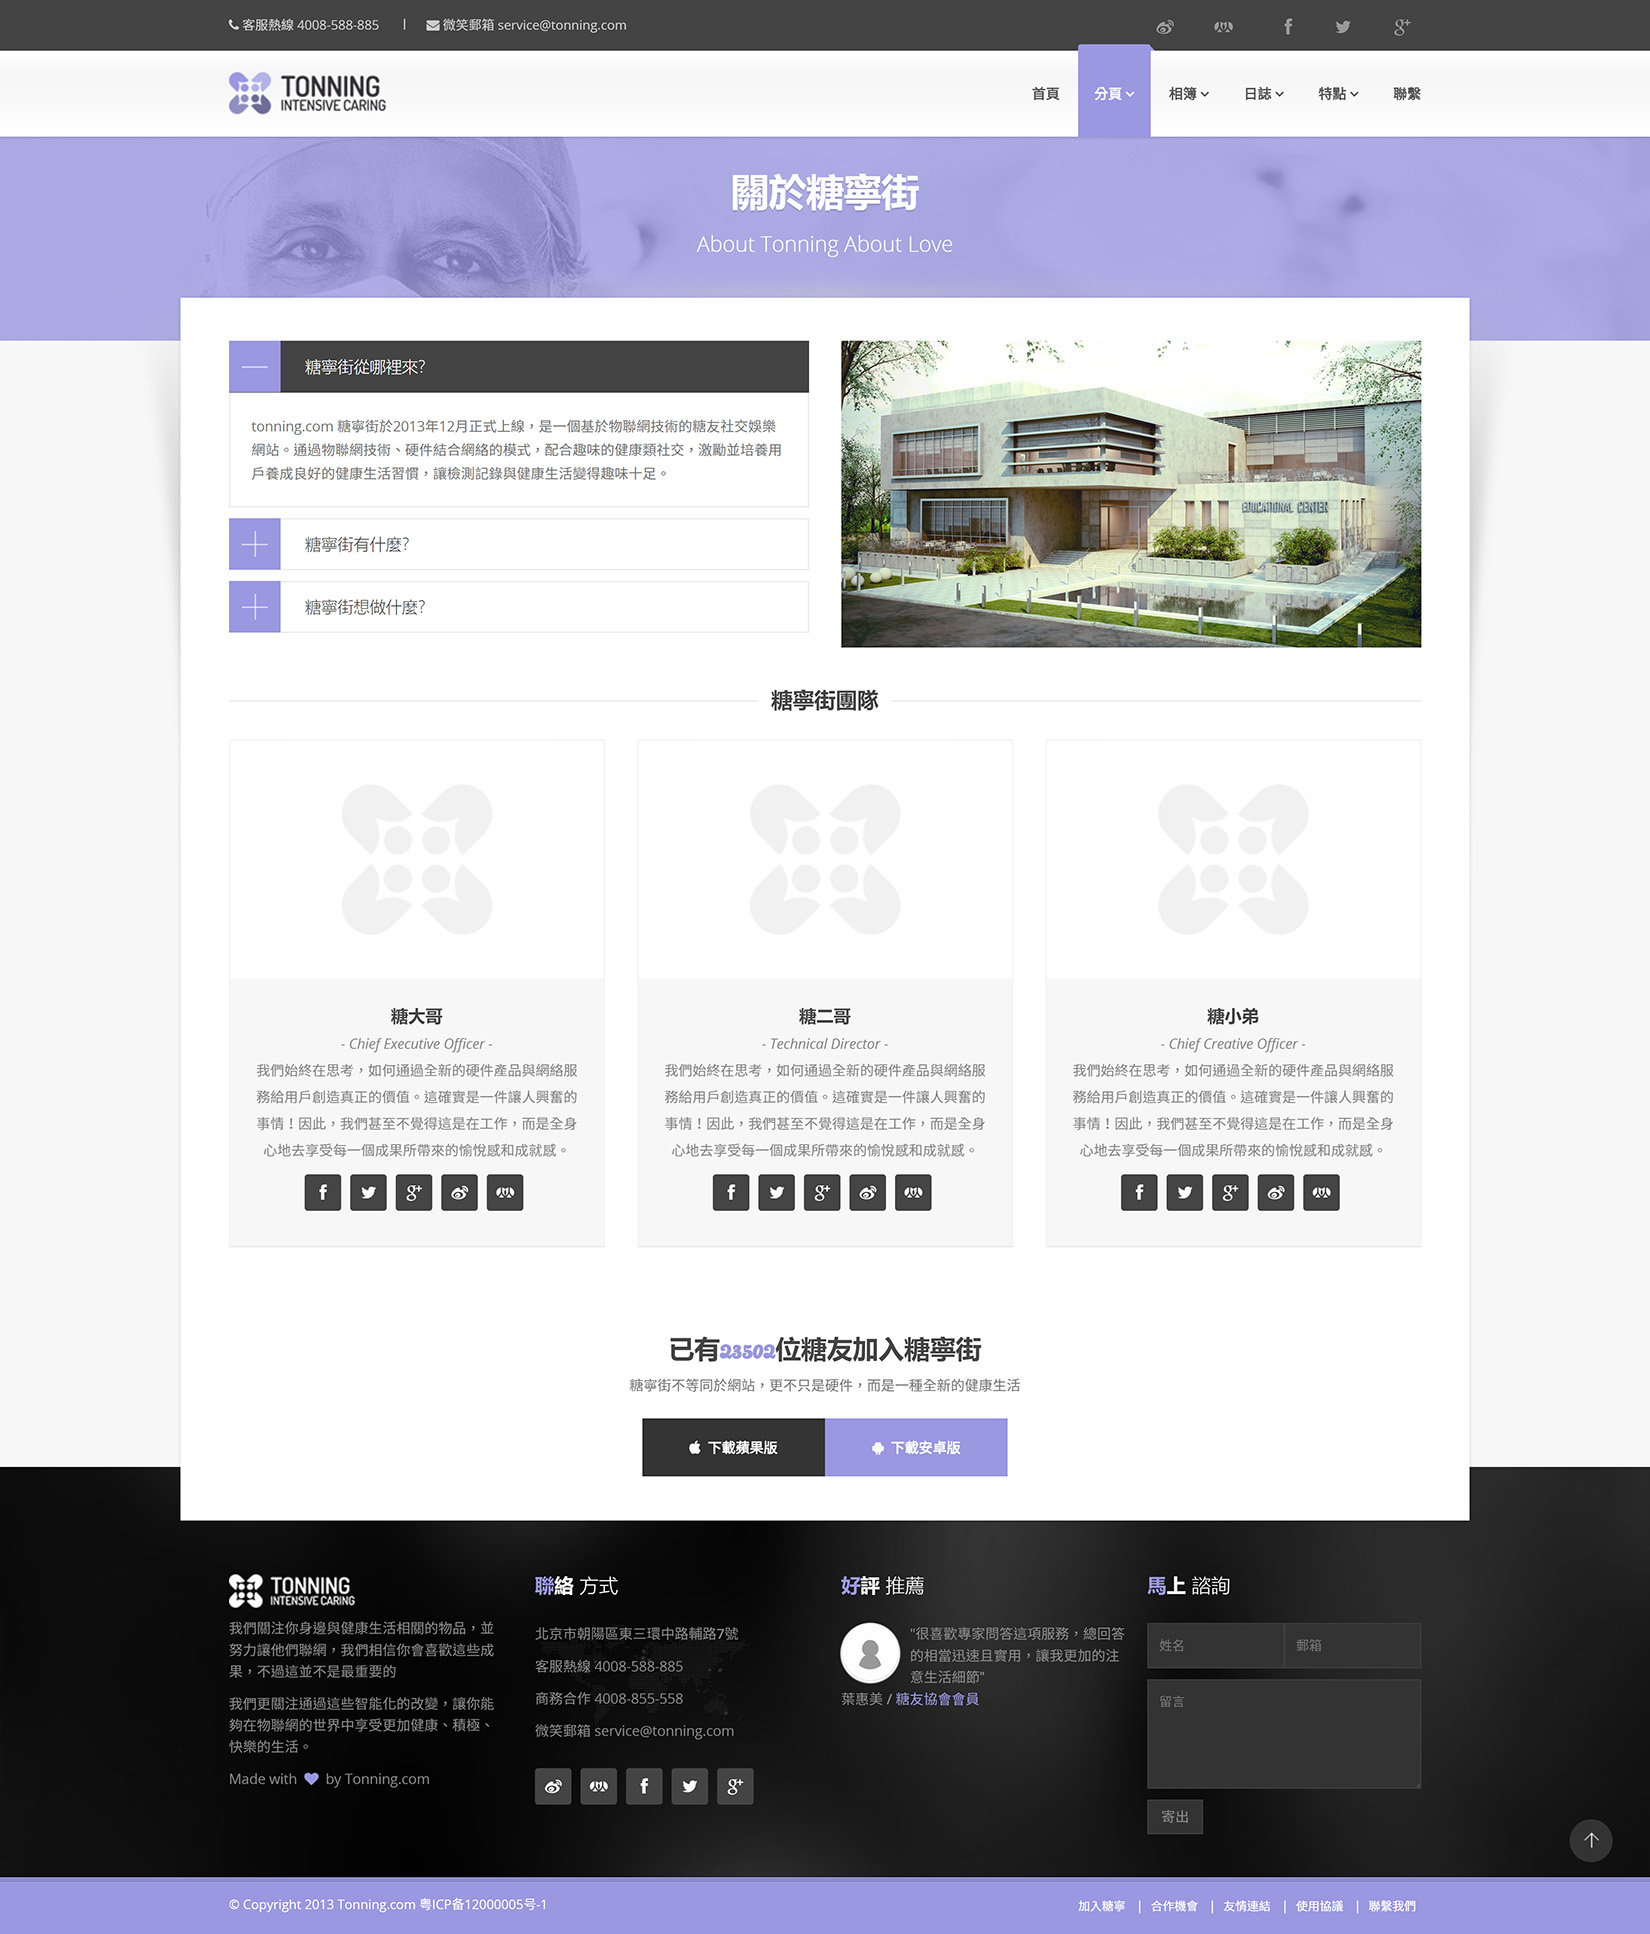 客服熱線 4008-588-885 | 微笑郵箱 service@tonning.com
TONNING
INTENSIVE CARING
首頁 分頁 相簿 日誌 特點 聯繫
關於糖寧街
About Tonning About Love
糖寧街從哪裡來?
tonning.com 糖寧街於2013年12月正式上線，是一個基於物聯網技術的糖友社交娛樂
網站。通過物聯網技術、硬件結合網絡的模式，配合趣味的健康類社交，激勵並培養用
戶養成良好的健康生活習慣，讓檢測記錄與健康生活變得趣味十足。
糖寧街有什麼?
糖寧街想做什麼?
EDUCATIONAL CENTER
糖寧街團隊
糖大哥
- Chief Executive Officer -
我們始終在思考，如何通過全新的硬件產品與網絡服
務給用戶創造真正的價值。這確實是一件讓人興奮的
事情！因此，我們甚至不覺得這是在工作，而是全身
心地去享受每一個成果所帶來的愉悅感和成就感。
糖二哥
- Technical Director -
我們始終在思考，如何通過全新的硬件產品與網絡服
務給用戶創造真正的價值。這確實是一件讓人興奮的
事情！因此，我們甚至不覺得這是在工作，而是全身
心地去享受每一個成果所帶來的愉悅感和成就感。
糖小弟
- Chief Creative Officer -
我們始終在思考，如何通過全新的硬件產品與網絡服
務給用戶創造真正的價值。這確實是一件讓人興奮的
事情！因此，我們甚至不覺得這是在工作，而是全身
心地去享受每一個成果所帶來的愉悅感和成就感。
已有23502位糖友加入糖寧街
糖寧街不等同於網站，更不只是硬件，而是一種全新的健康生活
下載蘋果版 下載安卓版
TONNING
INTENSIVE CARING
我們關注你身邊與健康生活相關的物品，並
努力讓他們聯網，我們相信你會喜歡這些成
果，不過這並不是最重要的
我們更關注通過這些智能化的改變，讓你能
夠在物聯網的世界中享受更加健康、積極、
快樂的生活。
Made with by Tonning.com
聯絡 方式
北京市朝陽區東三環中路輔路7號
客服熱線 4008-588-885
商務合作 4008-855-558
微笑郵箱 service@tonning.com
好評 推薦
"很喜歡專家問答這項服務，總回答
的相當迅速且實用，讓我更加的注
意生活細節"
葉惠美 / 糖友協會會員
馬上 諮詢
姓名 郵箱
留言
寄出
© Copyright 2013 Tonning.com 粤ICP备12000005号-1
加入糖寧 | 合作機會 | 友情連結 | 使用協議 | 聯繫我們